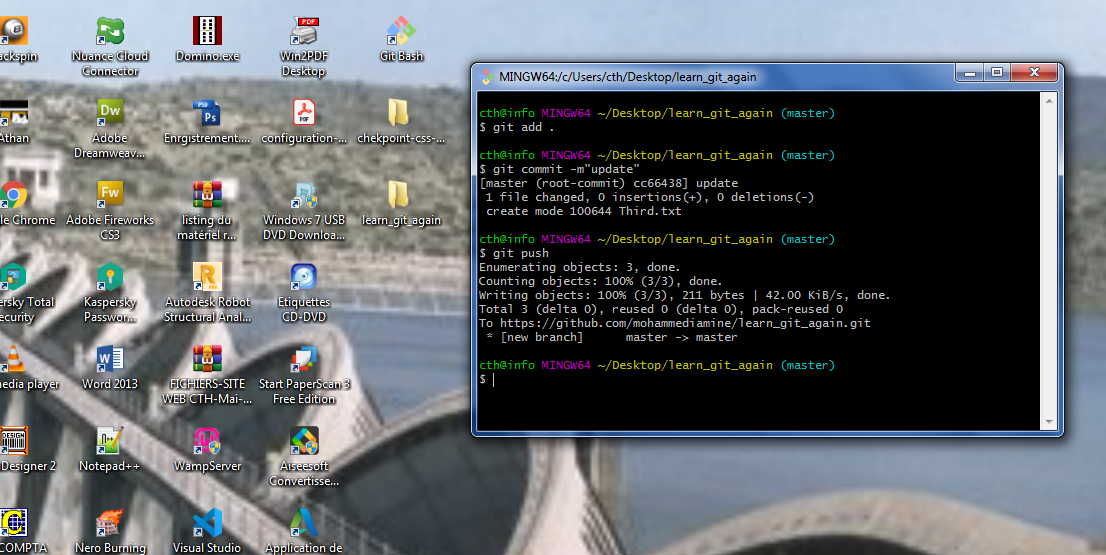 ackspin
Nuance Cloud
Connector
Domino.exe
Win2PDF
Desktop
Git Bash
Athan
Adobe
Dreamweav...
Enrgistrement....
configuration-...
chekpoint-css-...
le Chrome
Adobe Fireworks
CS3
listing du
matériel r...
Windows 7 USB
DVD Downloa...
learn_git_again
ersky Total
ecurity
Kaspersky
Passwor...
Autodesk Robot
Structural Anal...
Etiquettes
CD-DVD
media player
Word 2013
FICHIERS-SITE
WEB CTH-Mai-...
Start PaperScan 3
Free Edition
Designer 2
Notepad++
WampServer
Aiseesoft
Convertisse...
COMPTA
Nero Burning
Visual Studio
Application de
PDF
Dw
PSD
Ps
PDF
Fw
R
W
DESIGN
MINGW64:/c/Users/cth/Desktop/learn_git_again
cth@info MINGW64 ~/Desktop/learn_git_again (master)
$ git add .
cth@info MINGW64 ~/Desktop/learn_git_again (master)
$ git commit -m"update"
[master (root-commit) cc66438] update
1 file changed, 0 insertions(+), 0 deletions(-)
create mode 100644 Third.txt
cth@info MINGW64 ~/Desktop/learn_git_again (master)
$ git push
Enumerating objects: 3, done.
Counting objects: 100% (3/3), done.
Writing objects: 100% (3/3), 211 bytes | 42.00 KiB/s, done.
Total 3 (delta 0), reused 0 (delta 0), pack-reused 0
To https://github.com/mohammediamine/learn_git_again.git
* [new branch] master -> master
cth@info MINGW64 ~/Desktop/learn_git_again (master)
$